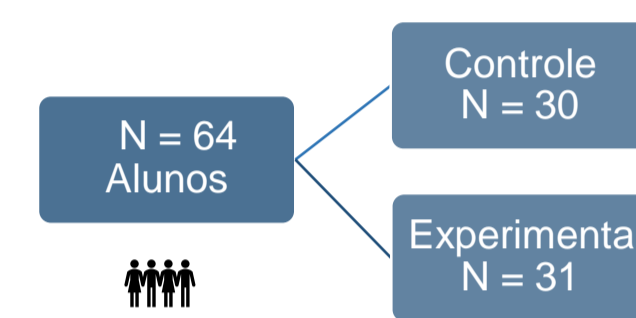 N = 64
Alunos
Controle
N = 30
Experimenta
N = 31